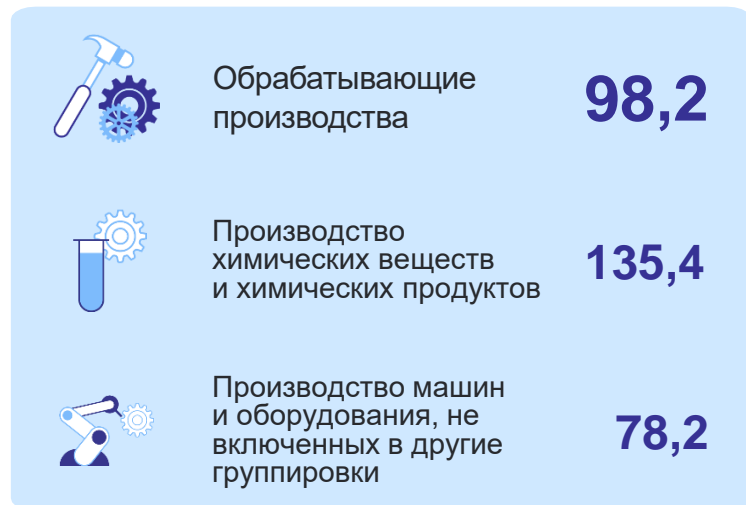 Обрабатывающие
производства
98,2
Производство
химических веществ
и химических продуктов
135,4
Производство машин
и оборудования, не
включенных в другие
группировки
78,2